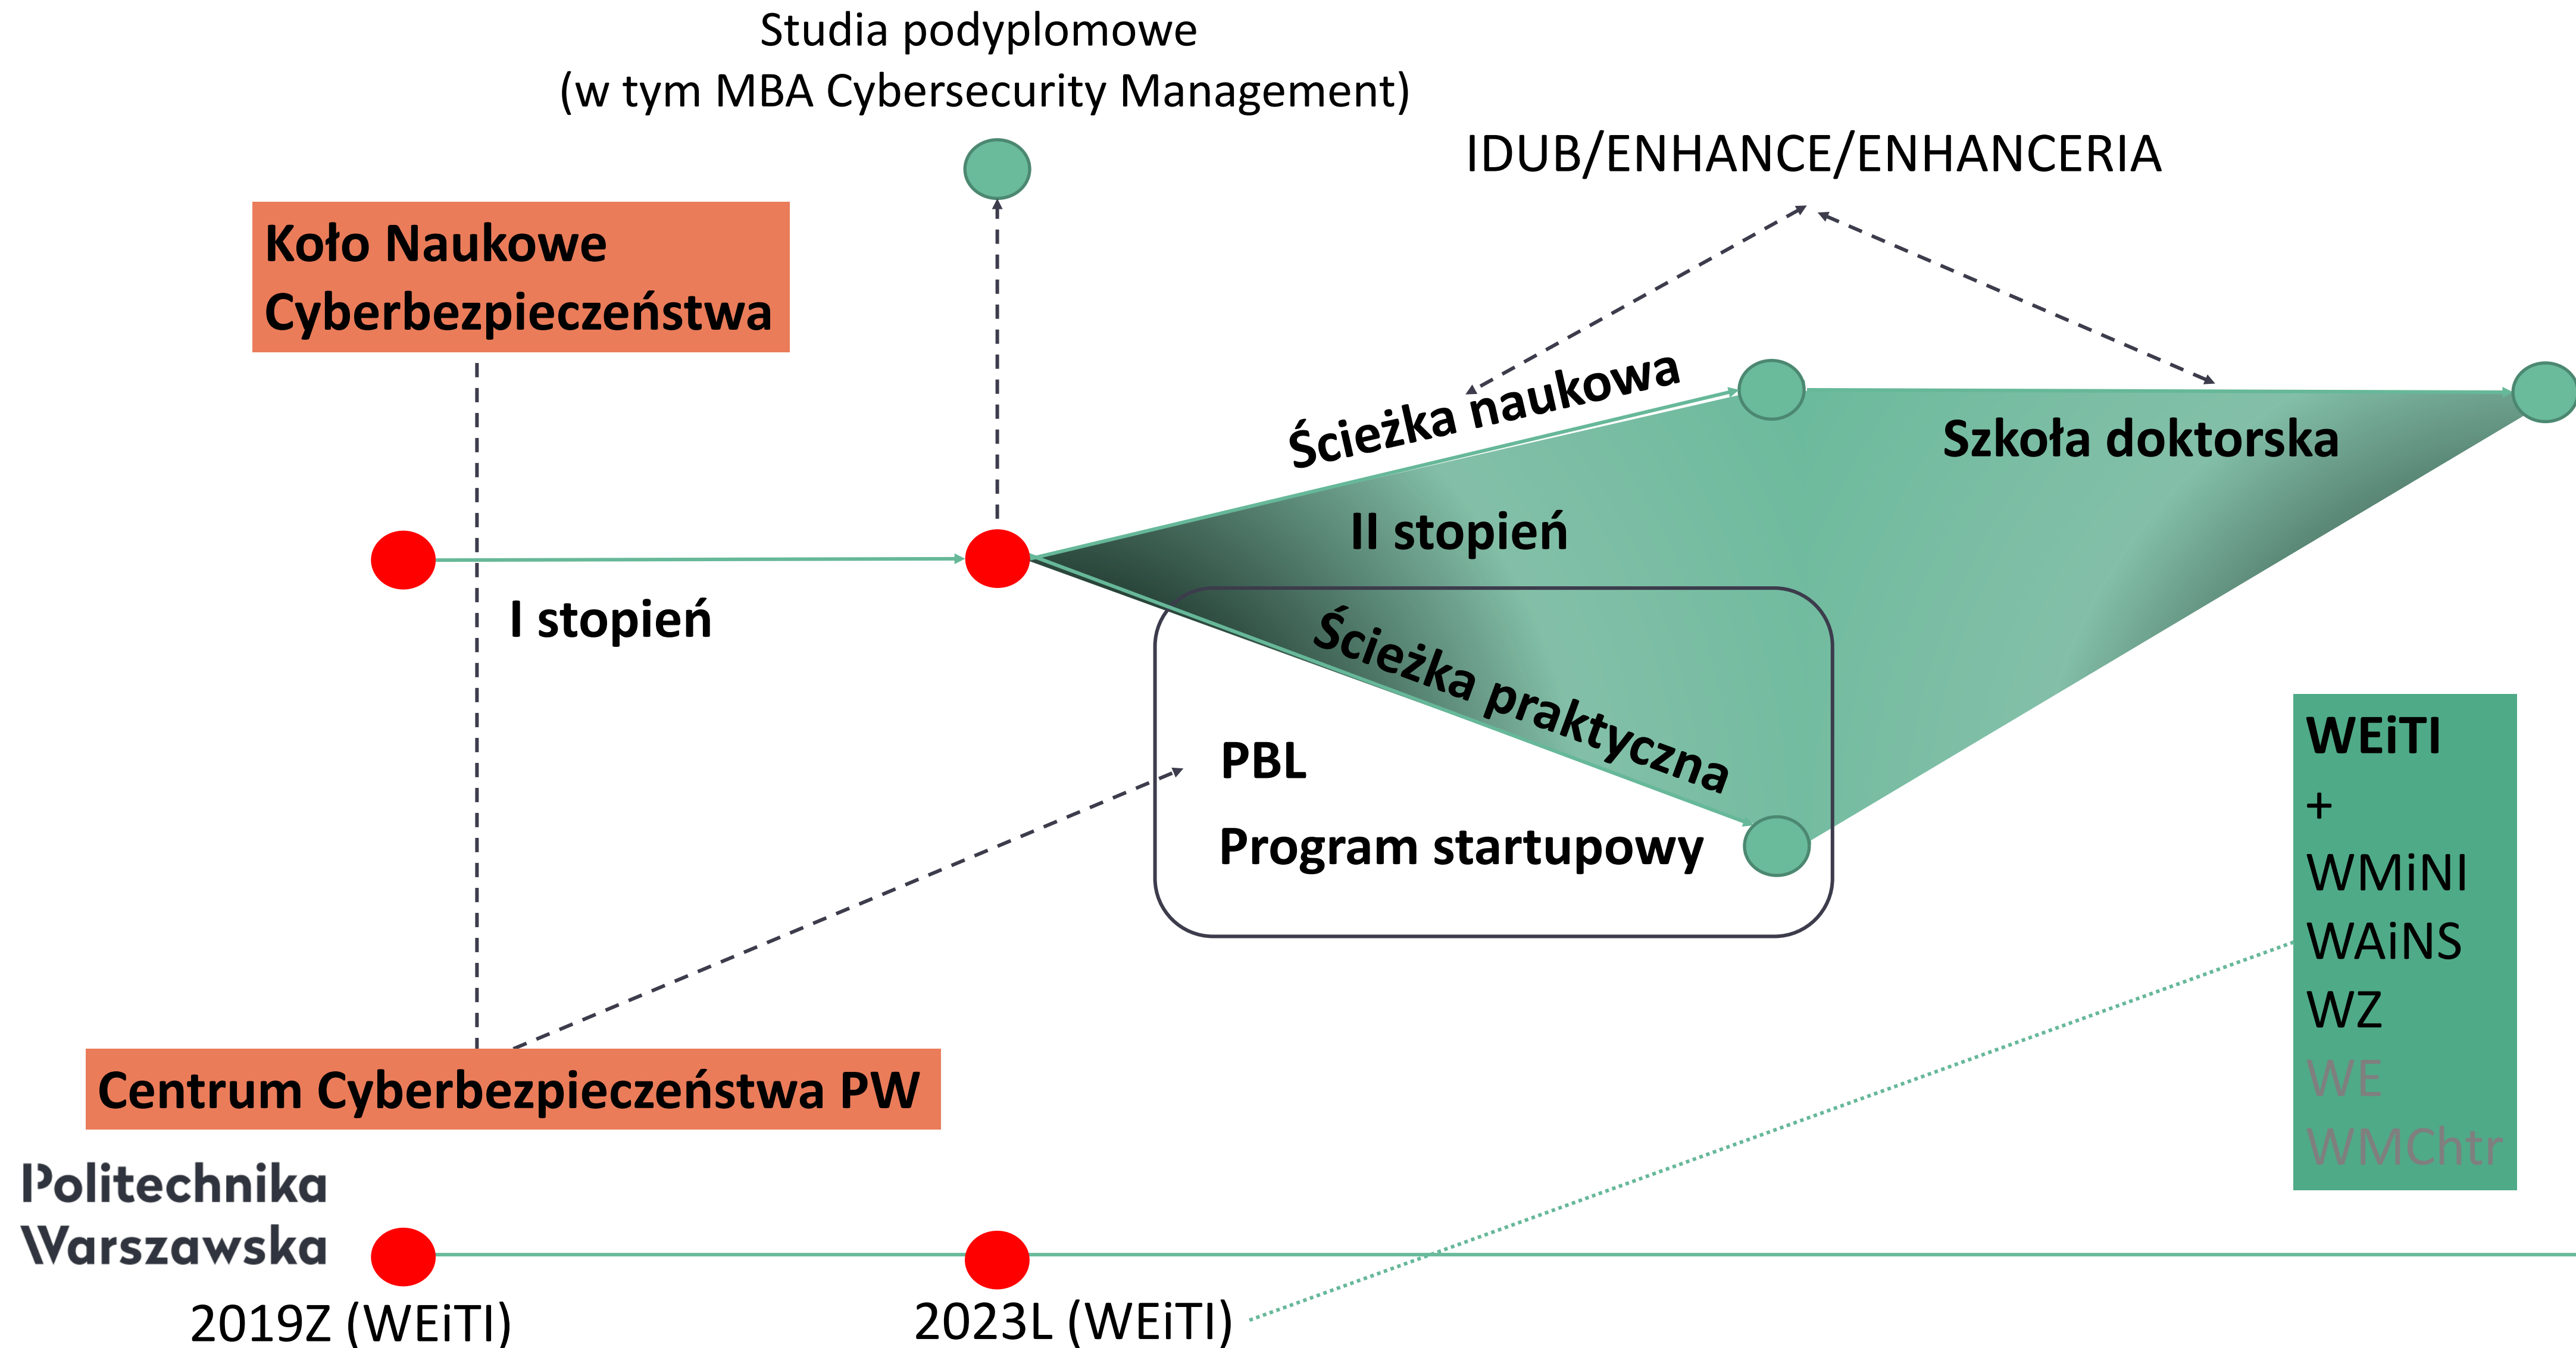 Studia podyplomowe
(w tym MBA Cybersecurity Management)
IDUB/ENHANCE/ENHANCERIA
Koło Naukowe
Cyberbezpieczeństwa
Ścieżka naukowa
Szkoła doktorska
II stopień
I stopień
Ścieżka praktyczna
PBL
Program startupowy
WEiTI
+
WMiNI
WAiNS
WZ
WE
WMChtr
Centrum Cyberbezpieczeństwa PW
Politechnika
Warszawska
2019Z (WEiTI)
2023L (WEiTI)